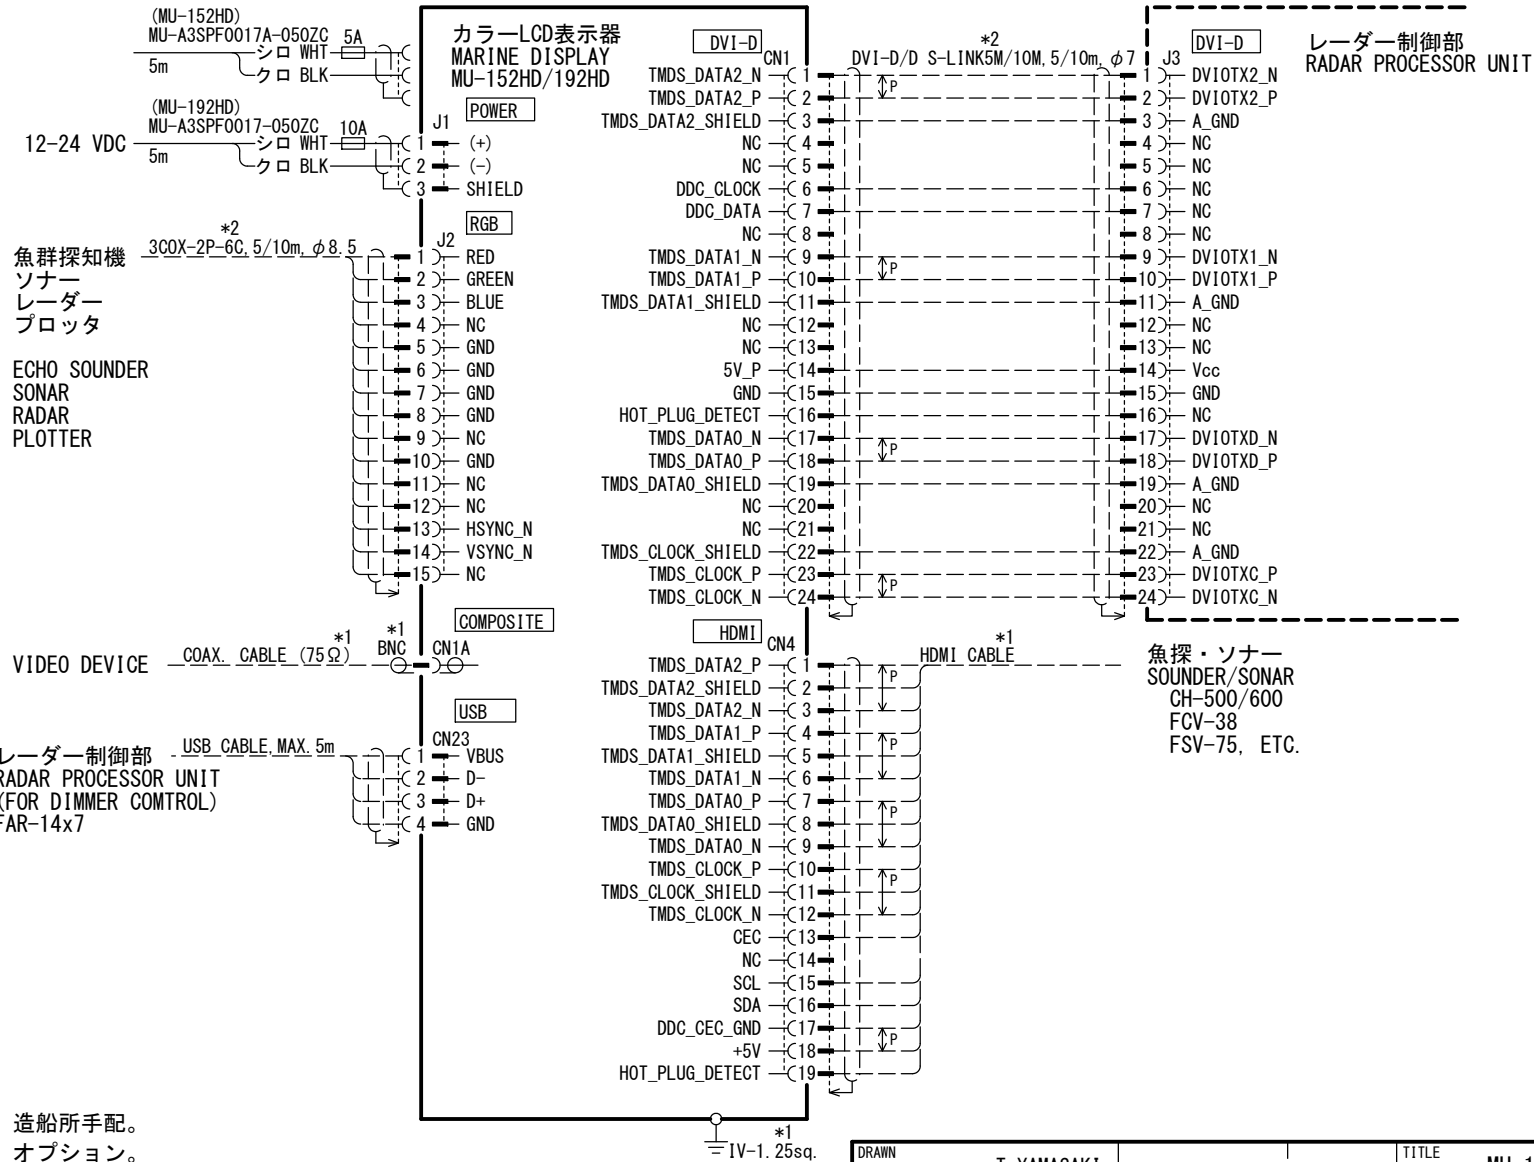 (MU-152HD)
MU-A3SPF0017A-050ZC 5A
シロ WHT
5m
クロ BLK
(MU-192HD)
MU-A3SPF0017-050ZC 10A
12-24 VDC
シロ WHT
5m
クロ BLK
カラーLCD表示器
MARINE DISPLAY
MU-152HD/192HD
POWER
J1
1 (+)
2 (-)
3 SHIELD
RGB
J2
*2
3COX-2P-6C, 5/10m, φ8.5
魚群探知機
ソナー
レーダー
プロッタ
ECHO SOUNDER
SONAR
RADAR
PLOTTER
1 RED
2 GREEN
3 BLUE
4 NC
5 GND
6 GND
7 GND
8 GND
9 NC
10 GND
11 NC
12 NC
13 HSYNC_N
14 VSYNC_N
15 NC
COMPOSITE
VIDEO DEVICE
COAX. CABLE (75Ω)
*1
*1
BNC
CN1A
USB
CN23
レーダー制御部
RADAR PROCESSOR UNIT
(FOR DIMMER COMTROL)
FAR-14x7
USB CABLE, MAX. 5m
1 VBUS
2 D-
3 D+
4 GND
DVI-D
CN1
TMDS_DATA2_N 1
TMDS_DATA2_P 2
TMDS_DATA2_SHIELD 3
NC 4
NC 5
DDC_CLOCK 6
DDC_DATA 7
NC 8
TMDS_DATA1_N 9
TMDS_DATA1_P 10
TMDS_DATA1_SHIELD 11
NC 12
NC 13
5V_P 14
GND 15
HOT_PLUG_DETECT 16
TMDS_DATA0_N 17
TMDS_DATA0_P 18
TMDS_DATA0_SHIELD 19
NC 20
NC 21
TMDS_CLOCK_SHIELD 22
TMDS_CLOCK_P 23
TMDS_CLOCK_N 24
*2
DVI-D/D S-LINK5M/10M, 5/10m, φ7
P
P
P
P
DVI-D
J3
レーダー制御部
RADAR PROCESSOR UNIT
1 DVIOTX2_N
2 DVIOTX2_P
3 A_GND
4 NC
5 NC
6 NC
7 NC
8 NC
9 DVIOTX1_N
10 DVIOTX1_P
11 A_GND
12 NC
13 NC
14 Vcc
15 GND
16 NC
17 DVIOTXD_N
18 DVIOTXD_P
19 A_GND
20 NC
21 NC
22 A_GND
23 DVIOTXC_P
24 DVIOTXC_N
HDMI
CN4
TMDS_DATA2_P 1
TMDS_DATA2_SHIELD 2
TMDS_DATA2_N 3
TMDS_DATA1_P 4
TMDS_DATA1_SHIELD 5
TMDS_DATA1_N 6
TMDS_DATA0_P 7
TMDS_DATA0_SHIELD 8
TMDS_DATA0_N 9
TMDS_CLOCK_P 10
TMDS_CLOCK_SHIELD 11
TMDS_CLOCK_N 12
CEC 13
NC 14
SCL 15
SDA 16
DDC_CEC_GND 17
+5V 18
HOT_PLUG_DETECT 19
P
P
P
P
P
*1
HDMI CABLE
魚探・ソナー
SOUNDER/SONAR
CH-500/600
FCV-38
FSV-75, ETC.
*1
IV-1.25sq.
造船所手配。
オプション。
DRAWN
T.YAMASAKI
TITLE